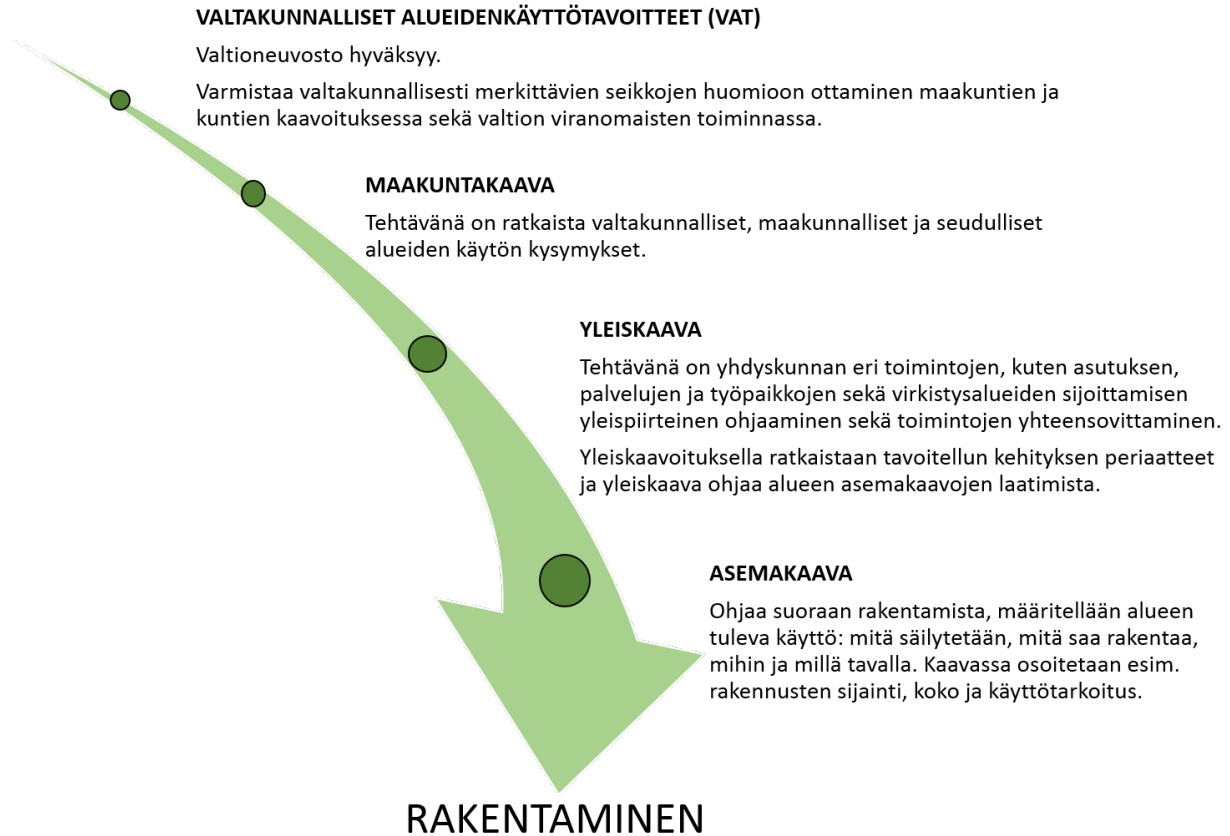 VALTAKUNNALLISET ALUEIDENKÄYTTÖTAVOITTEET (VAT)
Valtioneuvosto hyväksyy.
Varmistaa valtakunnallisesti merkittävien seikkojen huomioon ottaminen maakuntien ja
kuntien kaavoituksessa sekä valtion viranomaisten toiminnassa.
MAAKUNTAKAAVA
Tehtävänä on ratkaista valtakunnalliset, maakunnalliset ja seudulliset
alueiden käytön kysymykset.
YLEISKAAVA
Tehtävänä on yhdyskunnan eri toimintojen, kuten asutuksen,
palvelujen ja työpaikkojen sekä virkistysalueiden sijoittamisen
yleispiirteinen ohjaaminen sekä toimintojen yhteensovittaminen.
Yleiskaavoituksella ratkaistaan tavoitellun kehityksen periaatteet
ja yleiskaava ohjaa alueen asemakaavojen laatimista.
ASEMAKAAVA
Ohjaa suoraan rakentamista, määritellään alueen
tuleva käyttö: mitä säilytetään, mitä saa rakentaa,
mihin ja millä tavalla. Kaavassa osoitetaan esim.
rakennusten sijainti, koko ja käyttötarkoitus.
RAKENTAMINEN